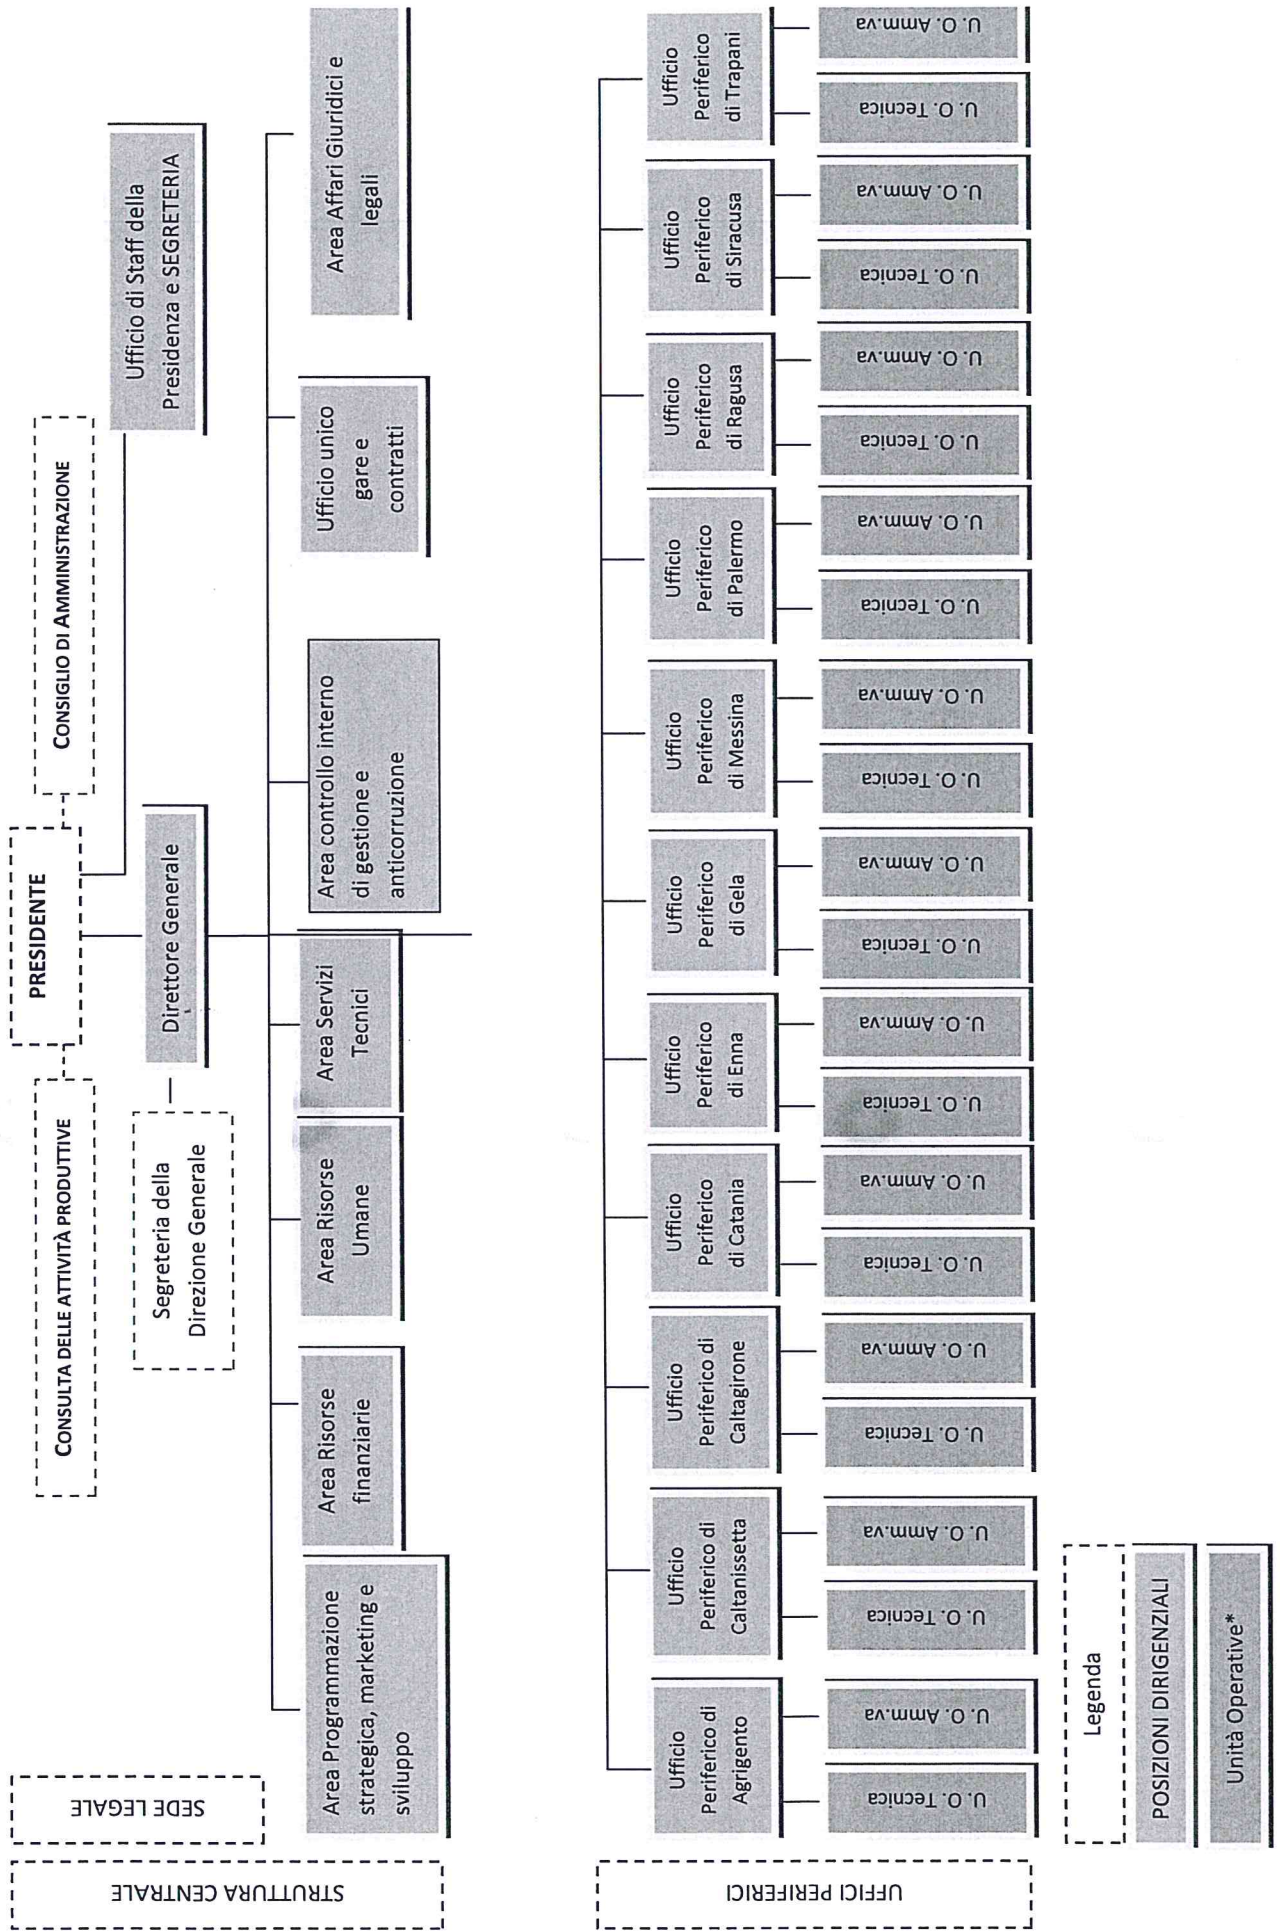 STRUTTURA CENTRALE
SEDE LEGALE
PRESIDENTE
CONSULTA DELLE ATTIVITÀ PRODUTTIVE
CONSIGLIO DI AMMINISTRAZIONE
Segreteria della
Direzione Generale
Direttore Generale
Ufficio di Staff della
Presidenza e SEGRETERIA
Area Programmazione
strategica, marketing e
sviluppo
Area Risorse
finanziarie
Area Risorse
Umane
Area Servizi
Tecnici
Area controllo interno
di gestione e
anticorruzione
Ufficio unico
gare e
contratti
Area Affari Giuridici e
legali
UFFICI PERIFERICI
Ufficio
Periferico di
Agrigento
Ufficio
Periferico di
Caltanissetta
Ufficio
Periferico di
Caltagirone
Ufficio
Periferico
di Catania
Ufficio
Periferico
di Enna
Ufficio
Periferico
di Gela
Ufficio
Periferico
di Messina
Ufficio
Periferico
di Palermo
Ufficio
Periferico
di Ragusa
Ufficio
Periferico
di Siracusa
Ufficio
Periferico
di Trapani
U. O. Tecnica
U. O. Amm.va
U. O. Tecnica
U. O. Amm.va
U. O. Tecnica
U. O. Amm.va
U. O. Tecnica
U. O. Amm.va
U. O. Tecnica
U. O. Amm.va
U. O. Tecnica
U. O. Amm.va
U. O. Tecnica
U. O. Amm.va
U. O. Tecnica
U. O. Amm.va
U. O. Tecnica
U. O. Amm.va
U. O. Tecnica
U. O. Amm.va
U. O. Tecnica
U. O. Amm.va
Legenda
POSIZIONI DIRIGENZIALI
Unità Operative*